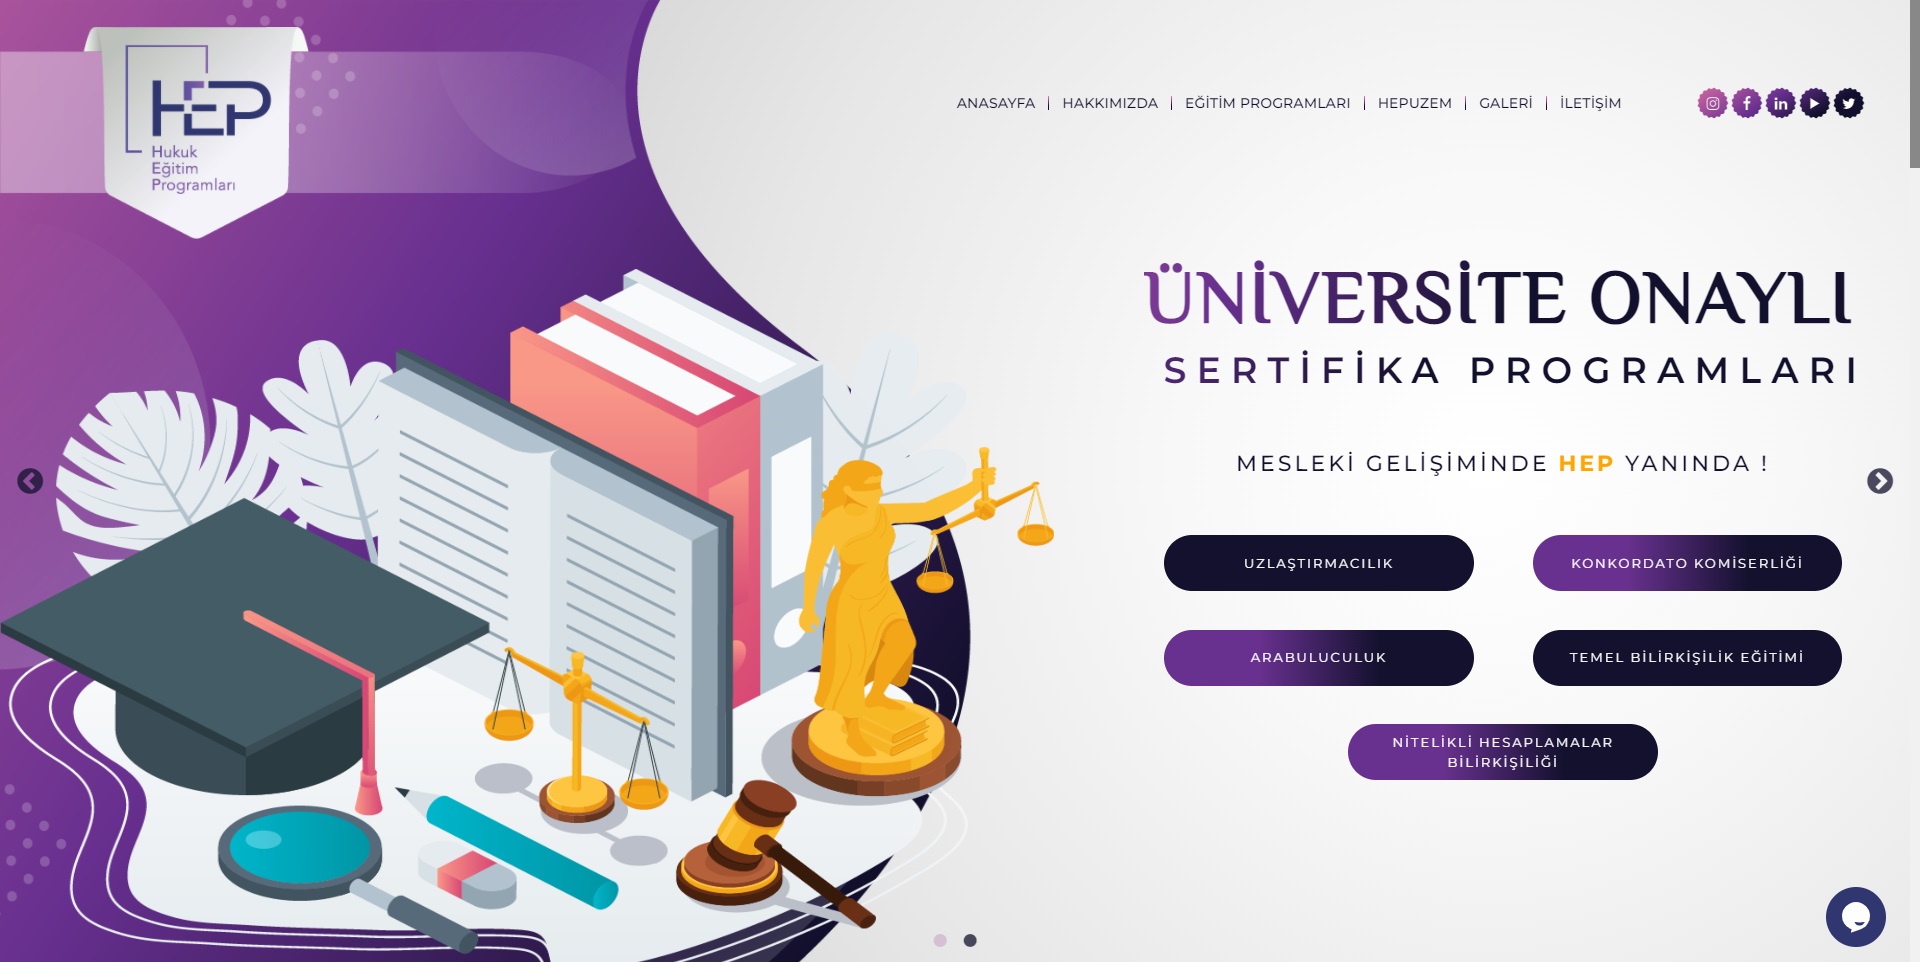 HEP
Hukuk
Eğitim
Programları
ANASAYFA
HAKKIMIZDA
EĞİTİM PROGRAMLARI
HEPUZEM
GALERİ
İLETİŞİM
ÜNİVERSİTE ONAYLI
SERTİFİKA PROGRAMLARI
MESLEKİ GELİŞİMİNDE HEP YANINDA !
UZLAŞTIRMACILIK
KONKORDATO KOMİSERLİĞİ
ARABULUCULUK
TEMEL BİLİRKİŞİLİK EĞİTİMİ
NİTELİKLİ HESAPLAMALAR
BİLİRKİŞİLİĞİ